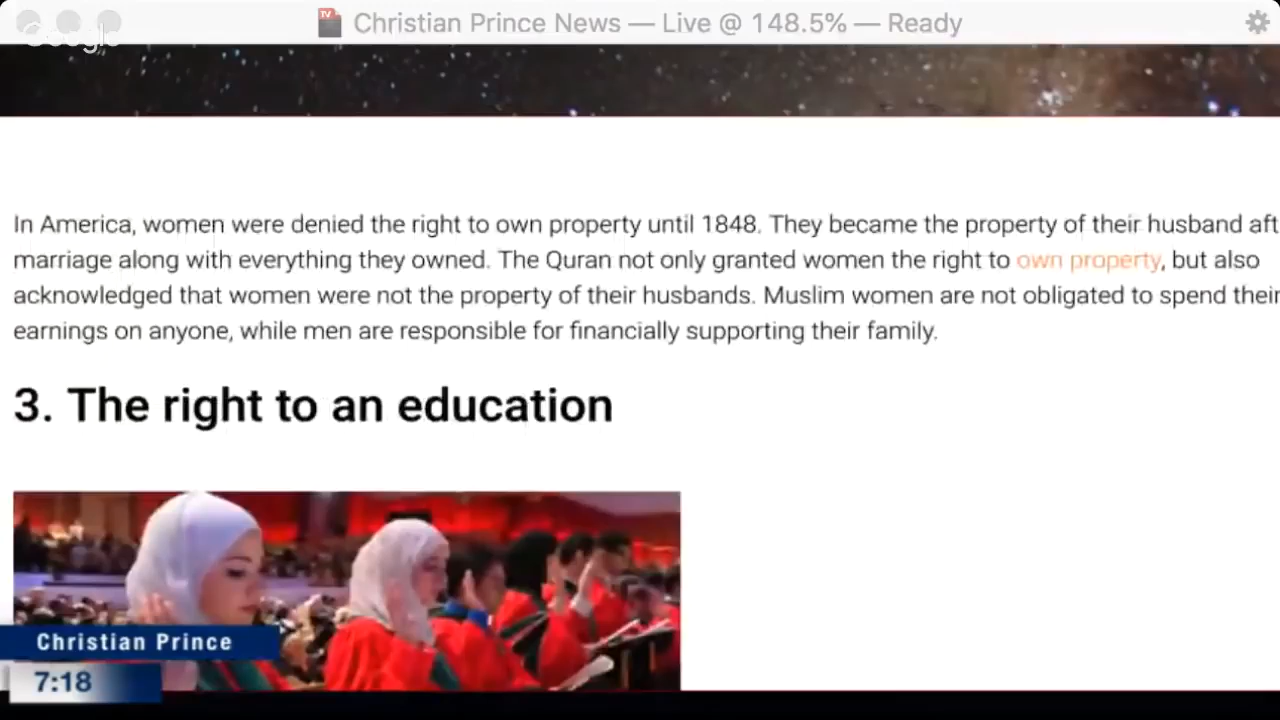 Christian Prince News — Live @ 148.5% — Ready
Google
In America, women were denied the right to own property until 1848. They became the property of their husband aft
marriage along with everything they owned. The Quran not only granted women the right to own property, but also
acknowledged that women were not the property of their husbands. Muslim women are not obligated to spend their
earnings on anyone, while men are responsible for financially supporting their family.
3. The right to an education
Christian Prince
7:18